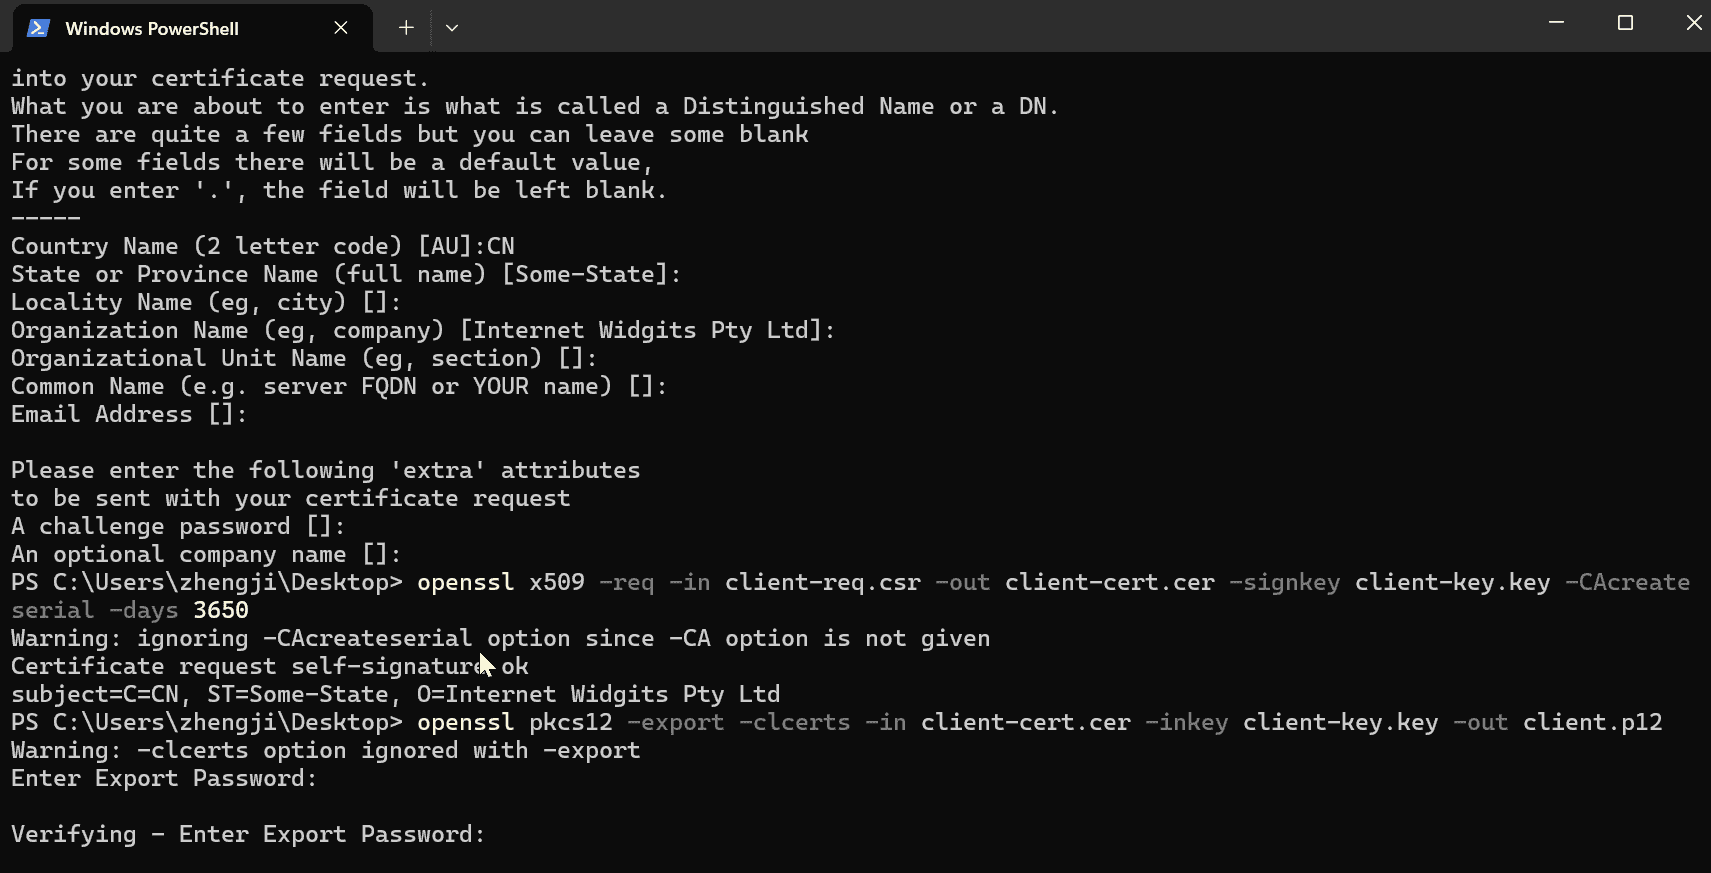 Windows PowerShell
into your certificate request.
What you are about to enter is what is called a Distinguished Name or a DN.
There are quite a few fields but you can leave some blank
For some fields there will be a default value,
If you enter '.', the field will be left blank.
-----
Country Name (2 letter code) [AU]:CN
State or Province Name (full name) [Some-State]:
Locality Name (eg, city) []:
Organization Name (eg, company) [Internet Widgits Pty Ltd]:
Organizational Unit Name (eg, section) []:
Common Name (e.g. server FQDN or YOUR name) []:
Email Address []:
Please enter the following 'extra' attributes
to be sent with your certificate request
A challenge password []:
An optional company name []:
PS C:\Users\zhengji\Desktop> openssl x509 -req -in client-req.csr -out client-cert.cer -signkey client-key.key -CAcreate
serial -days 3650
Warning: ignoring -CAcreateserial option since -CA option is not given
Certificate request self-signature ok
subject=C=CN, ST=Some-State, O=Internet Widgits Pty Ltd
PS C:\Users\zhengji\Desktop> openssl pkcs12 -export -clcerts -in client-cert.cer -inkey client-key.key -out client.p12
Warning: -clcerts option ignored with -export
Enter Export Password:
Verifying - Enter Export Password: